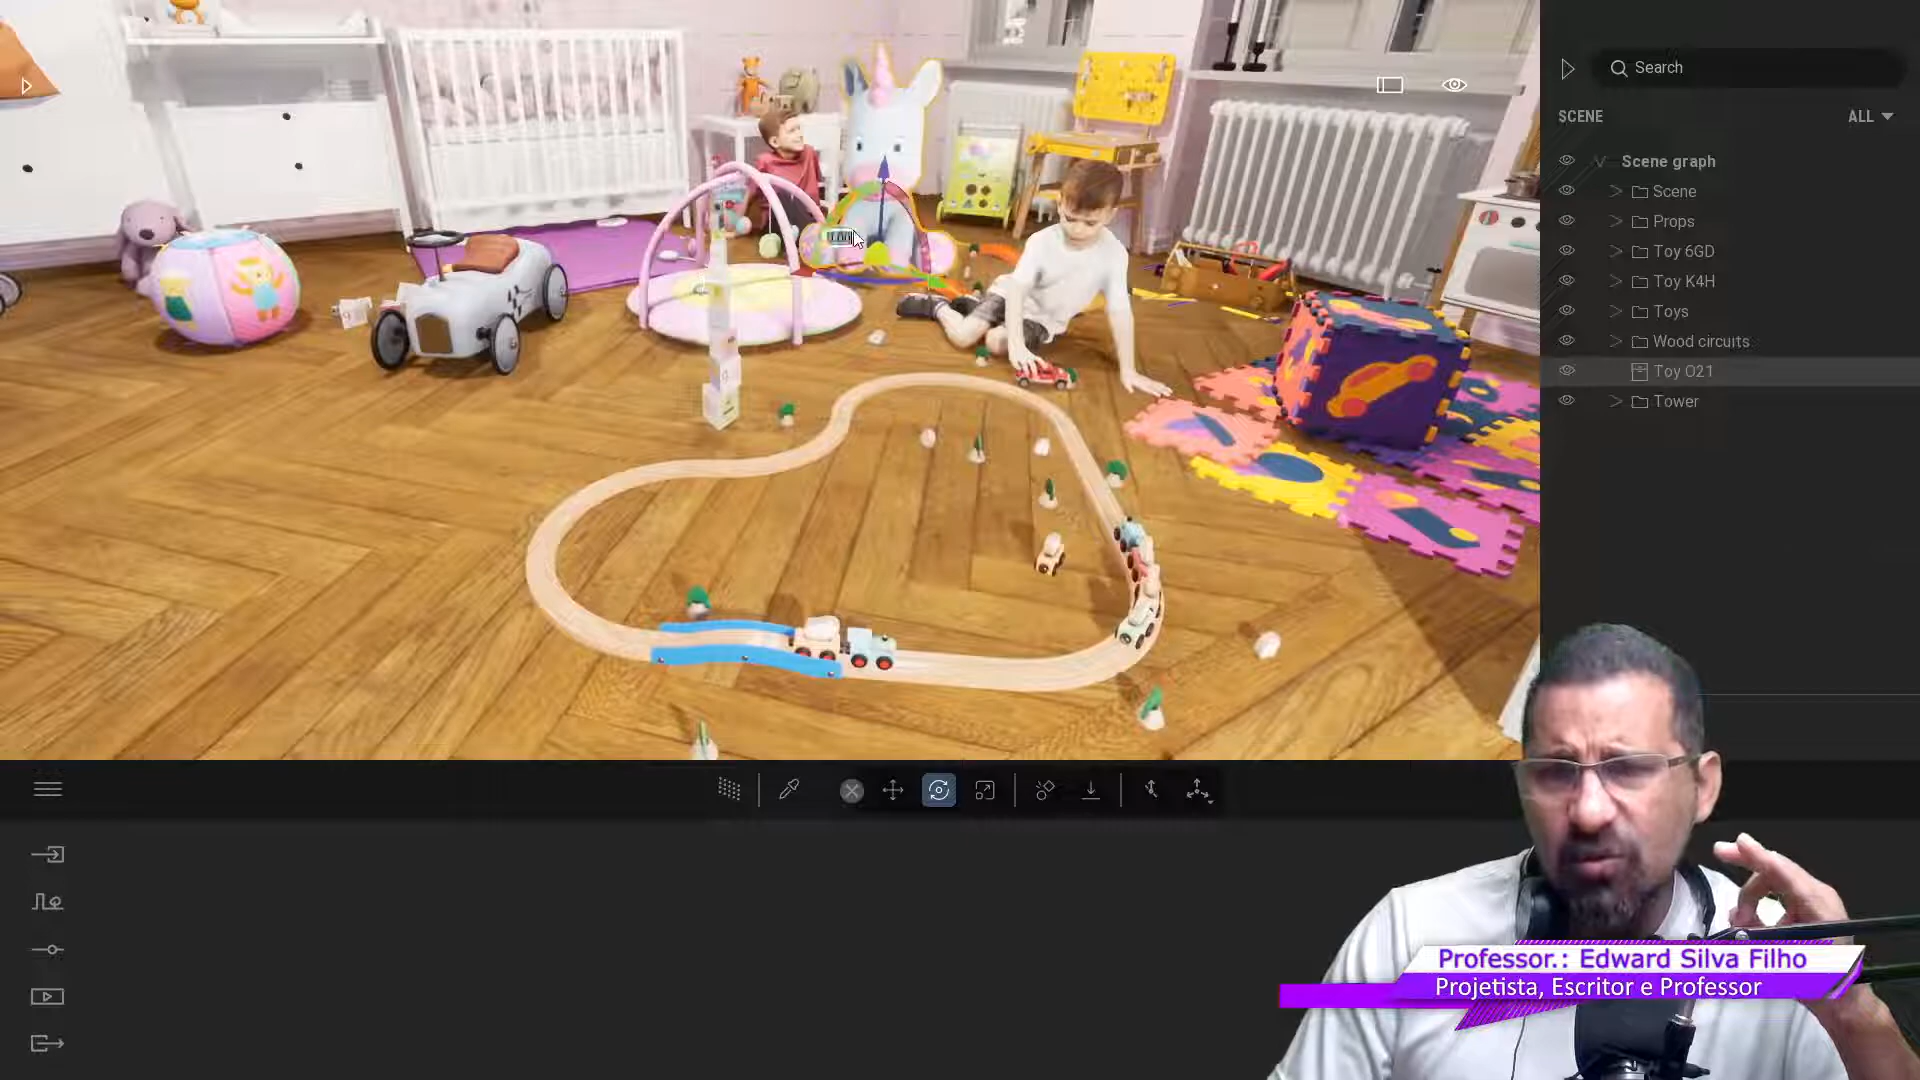 Search
SCENE
ALL
Scene graph
Scene
Props
Toy 6GD
Toy K4H
Toys
Wood circuits
Toy O21
Tower
Professor.: Edward Silva Filho
Projetista, Escritor e Professor